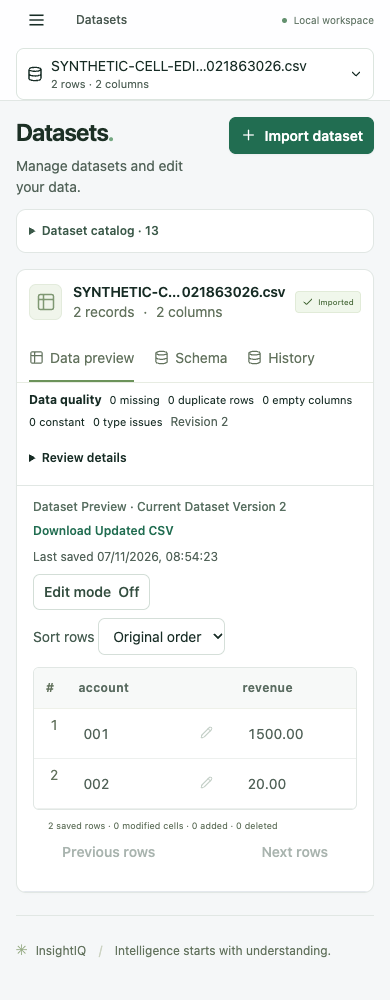 Datasets
Local workspace
SYNTHETIC-CELL-EDI...021863026.csv
2 rows · 2 columns
Datasets.
Import dataset
Manage datasets and edit
your data.
Dataset catalog · 13
SYNTHETIC-C...021863026.csv
Imported
2 records · 2 columns
Data preview
Schema
History
Data quality 0 missing 0 duplicate rows 0 empty columns
0 constant 0 type issues Revision 2
Review details
Dataset Preview · Current Dataset Version 2
Download Updated CSV
Last saved 07/11/2026, 08:54:23
Edit mode Off
Sort rows Original order
# account revenue
1 001 1500.00
2 002 20.00
2 saved rows · 0 modified cells · 0 added · 0 deleted
Previous rows Next rows
InsightIQ / Intelligence starts with understanding.